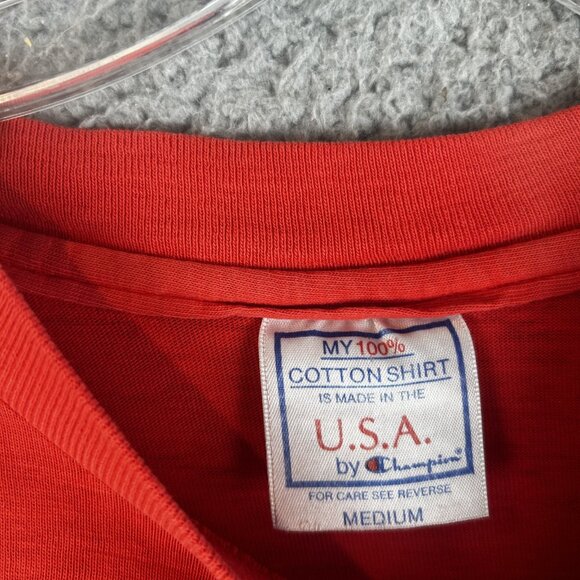 MY 100%
COTTON SHIRT
IS MADE IN THE
U.S.A.
by Champion®
FOR CARE SEE REVERSE
MEDIUM